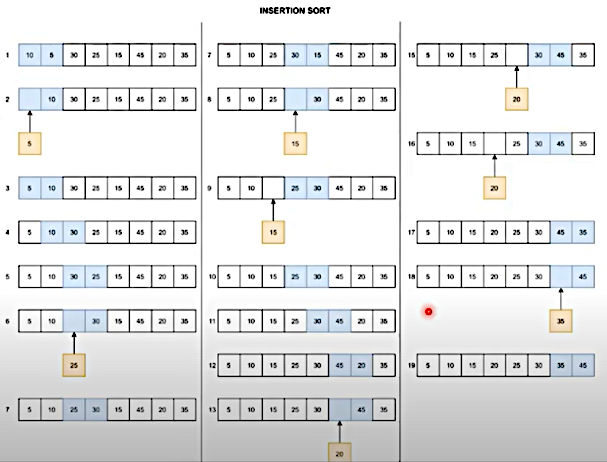 INSERTION SORT
1 10 5 30 25 15 45 20 35
2 10 30 25 15 45 20 35
5
3 5 10 30 25 15 45 20 35
4 5 10 30 25 15 45 20 35
5 5 10 30 25 15 45 20 35
6 5 10 30 15 45 20 35
25
7 5 10 25 30 15 45 20 35
7 5 10 25 30 15 45 20 35
8 5 10 25 30 45 20 35
15
9 5 10 25 30 45 20 35
15
10 5 10 15 25 30 45 20 35
11 5 10 15 25 30 45 20 35
12 5 10 15 25 30 45 20 35
13 5 10 15 25 30 45 35
20
15 5 10 15 25 30 45 35
20
16 5 10 15 25 30 45 35
20
17 5 10 15 20 25 30 45 35
18 5 10 15 20 25 30 45
35
19 5 10 15 20 25 30 35 45